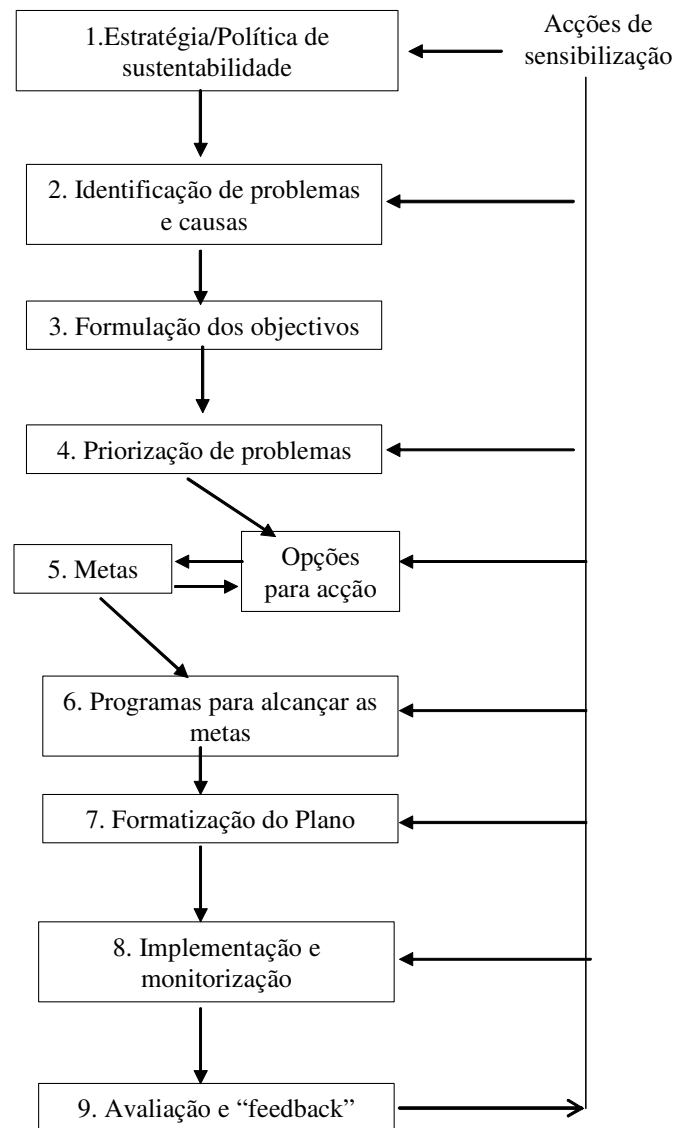 1.Estratégia/Política de
sustentabilidade
Acções de
sensibilização
2. Identificação de problemas
e causas
3. Formulação dos objectivos
4. Priorização de problemas
Opções
para acção
5. Metas
6. Programas para alcançar as
metas
7. Formatização do Plano
8. Implementação e
monitorização
9. Avaliação e “feedback”